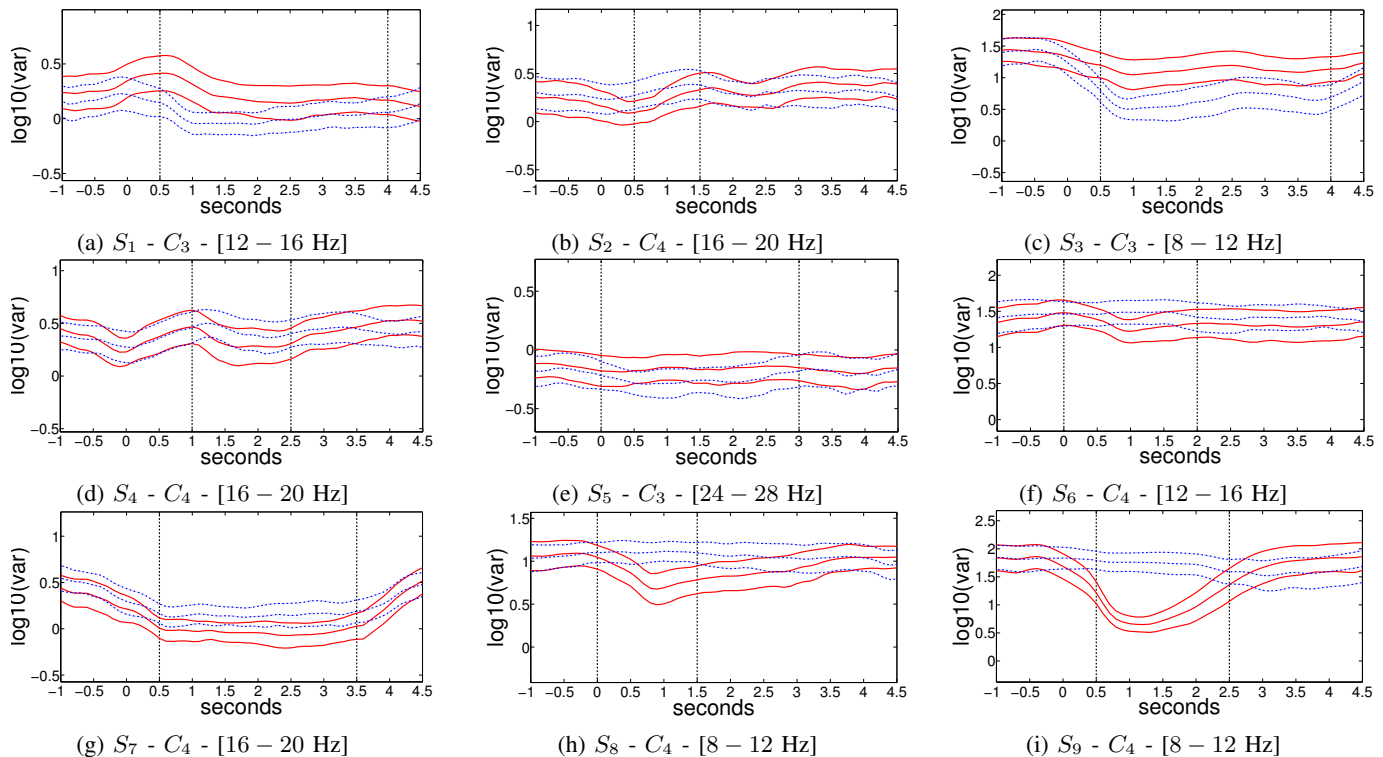 log10(var)
0.5
0
−0.5
−1 −0.5 0 0.5 1 1.5 2 2.5 3 3.5 4 4.5
seconds
(a) S1 - C3 - [12 − 16 Hz]
log10(var)
1
0.5
0
−0.5
−1 −0.5 0 0.5 1 1.5 2 2.5 3 3.5 4 4.5
seconds
(b) S2 - C4 - [16 − 20 Hz]
log10(var)
2
1.5
1
0.5
0
−0.5
−1 −0.5 0 0.5 1 1.5 2 2.5 3 3.5 4 4.5
seconds
(c) S3 - C3 - [8 − 12 Hz]
log10(var)
1
0.5
0
−0.5
−1 −0.5 0 0.5 1 1.5 2 2.5 3 3.5 4 4.5
seconds
(d) S4 - C4 - [16 − 20 Hz]
log10(var)
0.5
0
−0.5
−1 −0.5 0 0.5 1 1.5 2 2.5 3 3.5 4 4.5
seconds
(e) S5 - C3 - [24 − 28 Hz]
log10(var)
2
1.5
1
0.5
0
−1 −0.5 0 0.5 1 1.5 2 2.5 3 3.5 4 4.5
seconds
(f) S6 - C4 - [12 − 16 Hz]
log10(var)
1
0.5
0
−0.5
−1 −0.5 0 0.5 1 1.5 2 2.5 3 3.5 4 4.5
seconds
(g) S7 - C4 - [16 − 20 Hz]
log10(var)
1.5
1
0.5
0
−1 −0.5 0 0.5 1 1.5 2 2.5 3 3.5 4 4.5
seconds
(h) S8 - C4 - [8 − 12 Hz]
log10(var)
2.5
2
1.5
1
0.5
0
−1 −0.5 0 0.5 1 1.5 2 2.5 3 3.5 4 4.5
seconds
(i) S9 - C4 - [8 − 12 Hz]